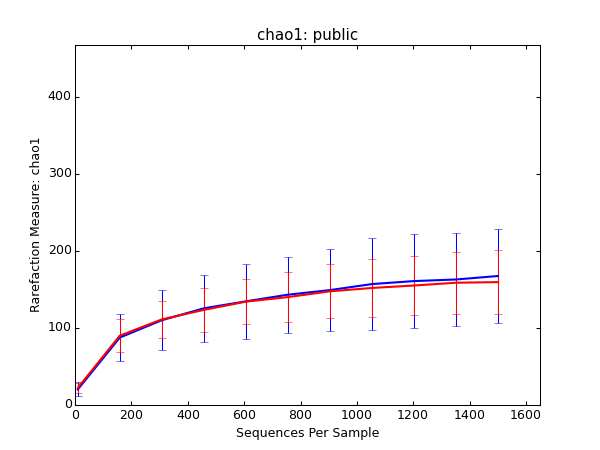 chao1: public
Rarefaction Measure: chao1
400
300
200
100
0
0 200 400 600 800 1000 1200 1400 1600
Sequences Per Sample